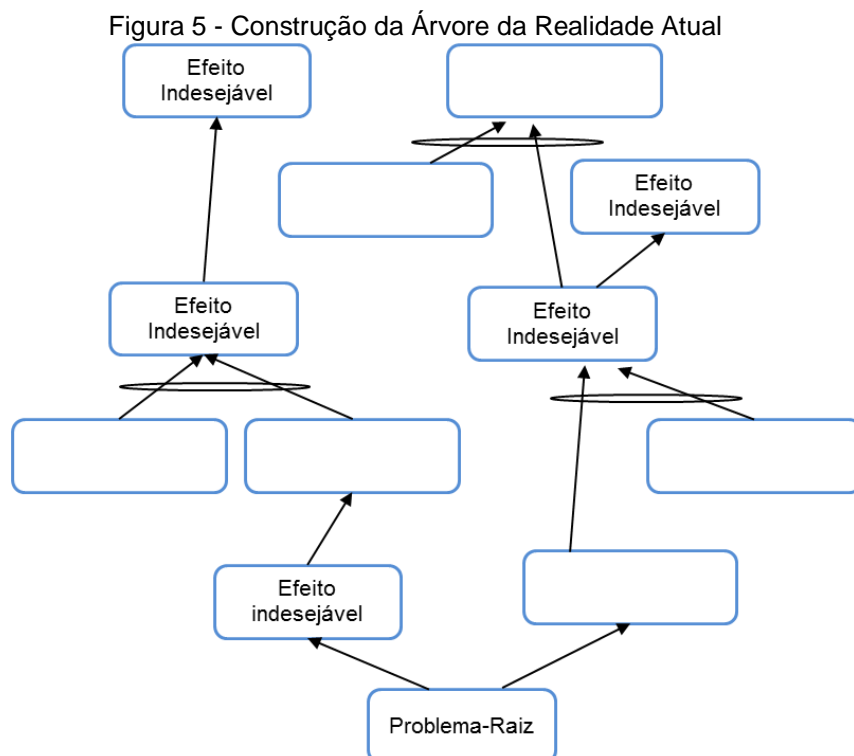 Figura 5 - Construção da Árvore da Realidade Atual
Efeito
Indesejável
Efeito
Indesejável
Efeito
Indesejável
Efeito
Indesejável
Efeito
indesejável
Problema-Raiz